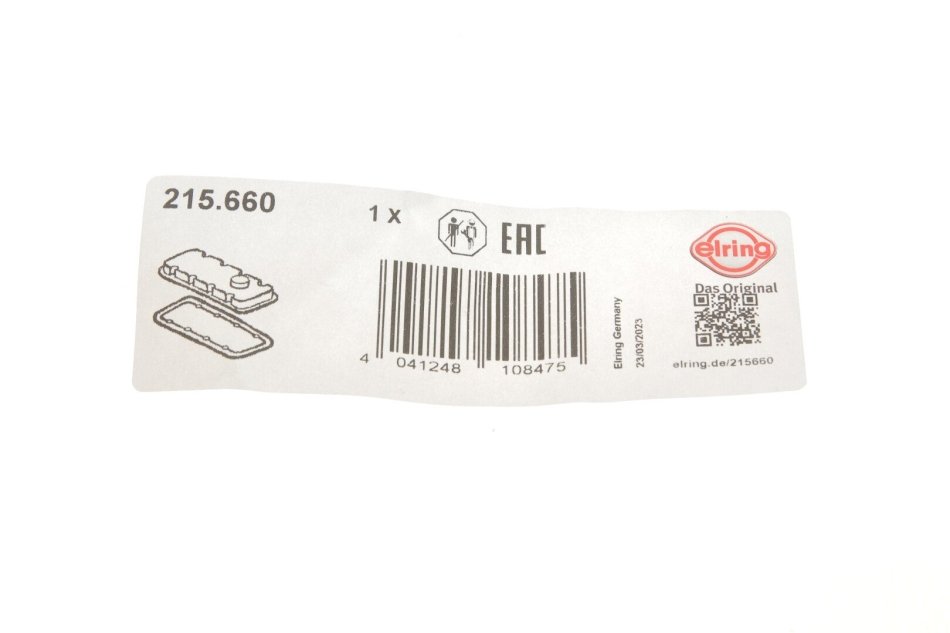 215.660
1 X
EAC
4 041248 108475
Elring Germany
23/03/2023
elring
Das Original
elring.de/215660